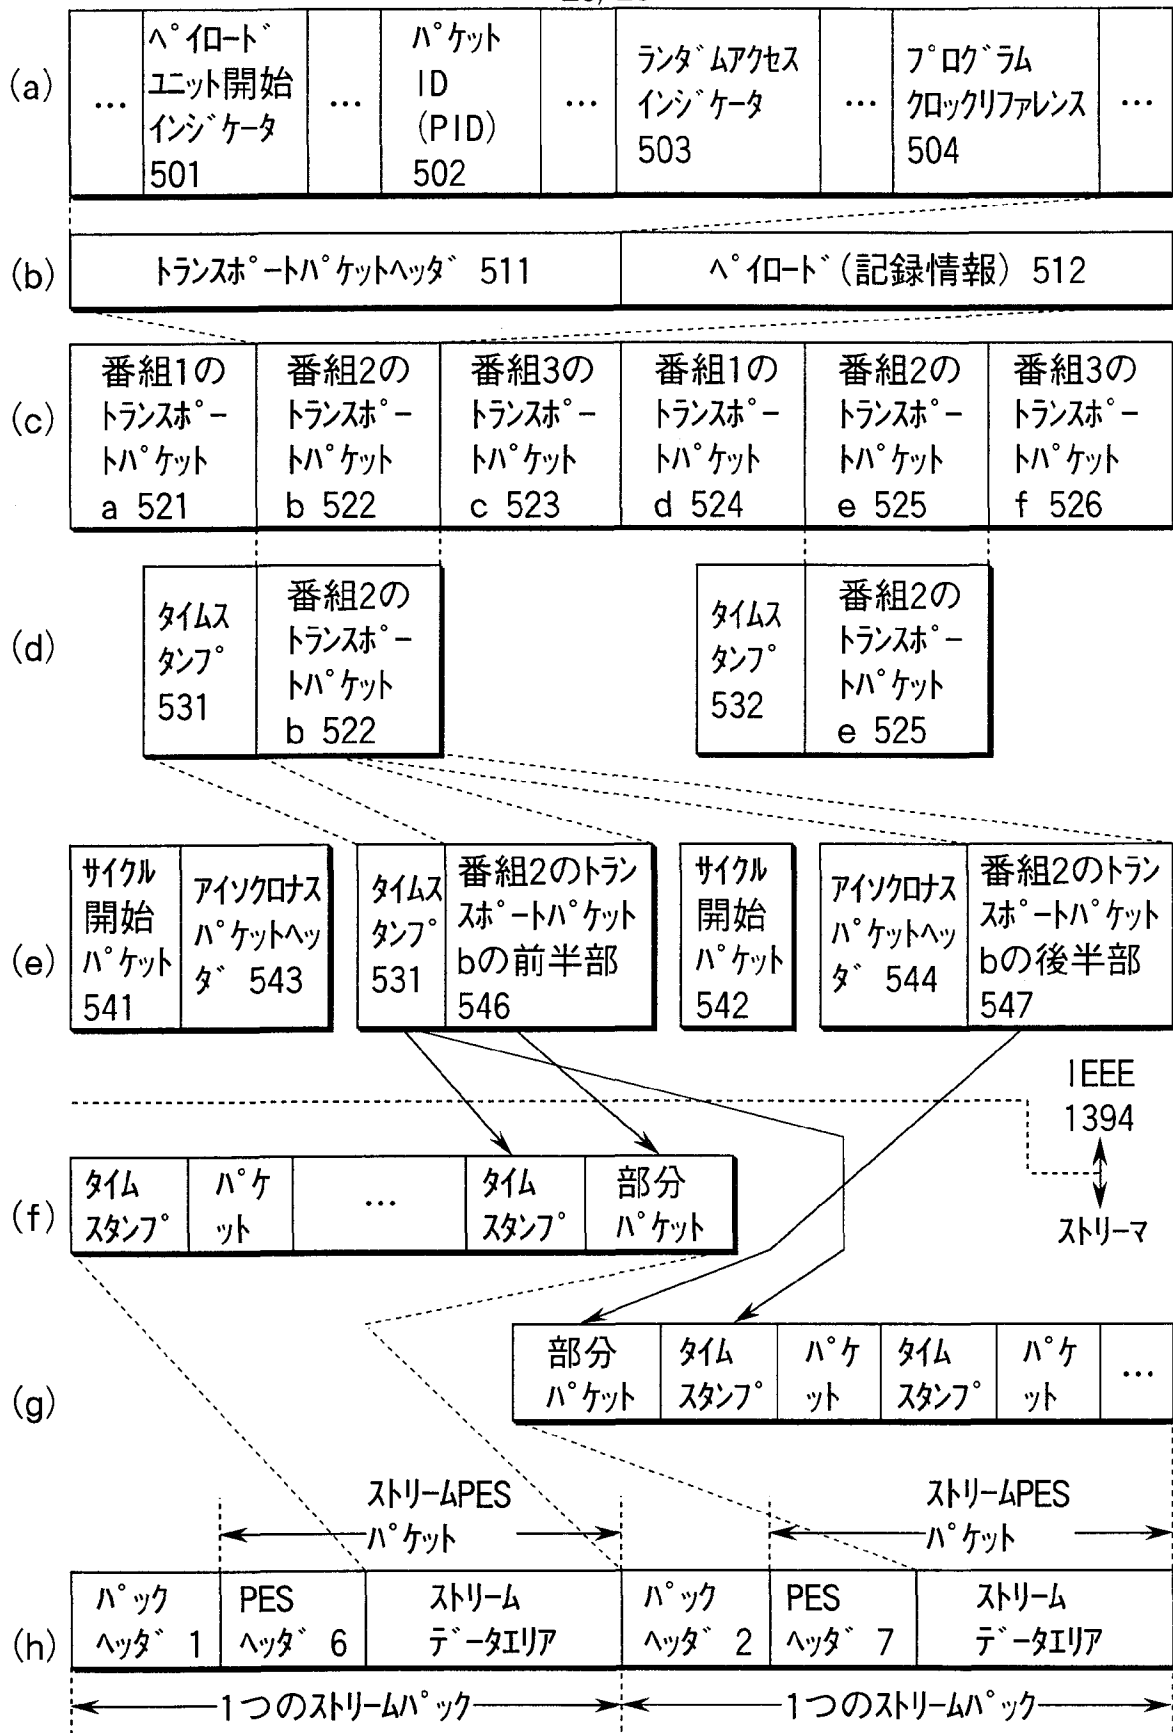 (a)
…
ペイロード
ユニット開始
インジケータ
501
…
パケット
ID
(PID)
502
…
ランダムアクセス
インジケータ
503
…
プログラム
クロックリファレンス
504
…
(b)
トランスポートパケットヘッダ 511
ペイロード(記録情報) 512
(c)
番組1の
トランスポー
トパケット
a 521
番組2の
トランスポー
トパケット
b 522
番組3の
トランスポー
トパケット
c 523
番組1の
トランスポー
トパケット
d 524
番組2の
トランスポー
トパケット
e 525
番組3の
トランスポー
トパケット
f 526
(d)
タイムス
タンプ
531
番組2の
トランスポー
トパケット
b 522
タイムス
タンプ
532
番組2の
トランスポー
トパケット
e 525
(e)
サイクル
開始
パケット
541
アイソクロナス
パケットヘッ
ダ 543
タイムス
タンプ
531
番組2のトラン
スポートパケット
bの前半部
546
サイクル
開始
パケット
542
アイソクロナス
パケットヘッ
ダ 544
番組2のトラン
スポートパケット
bの後半部
547
IEEE
1394
ストリーマ
(f)
タイム
スタンプ
パケ
ット
…
タイム
スタンプ
部分
パケット
(g)
部分
パケット
タイム
スタンプ
パケ
ット
タイム
スタンプ
パケ
ット
…
ストリームPES
パケット
ストリームPES
パケット
(h)
パック
ヘッダ 1
PES
ヘッダ 6
ストリーム
データエリア
パック
ヘッダ 2
PES
ヘッダ 7
ストリーム
データエリア
1つのストリームパック
1つのストリームパック